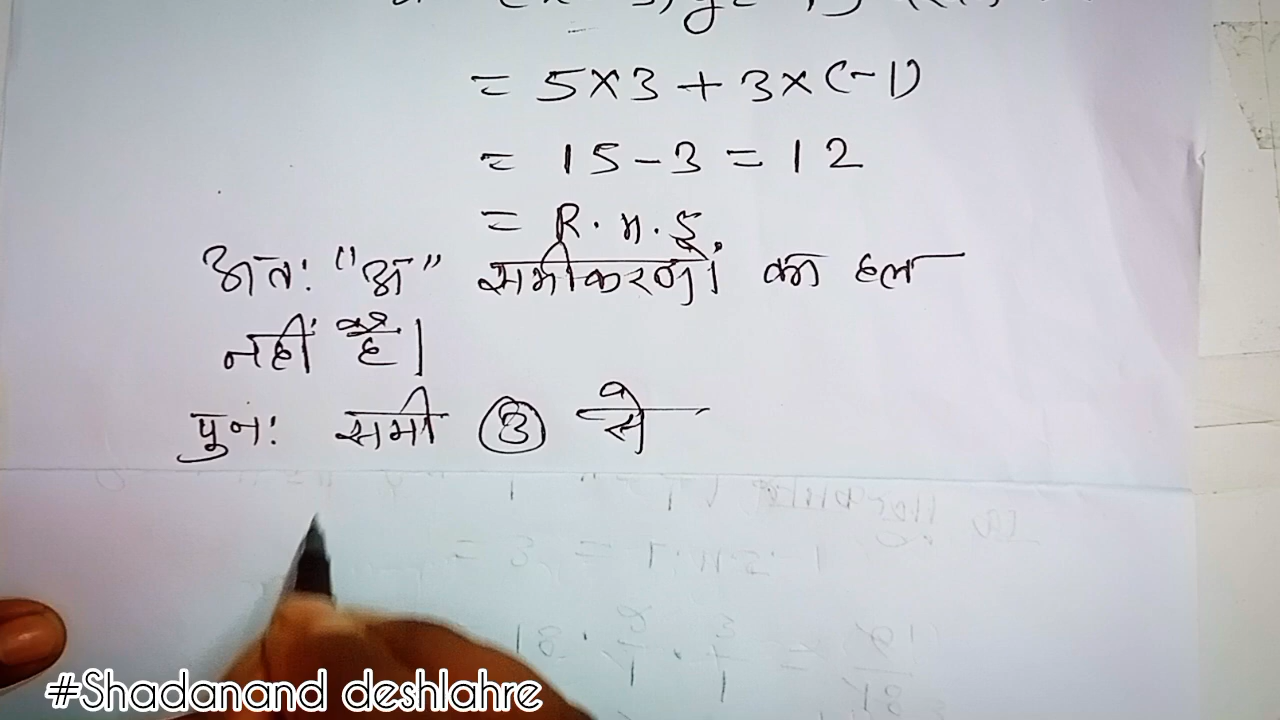 = 5×3 + 3×(-1)
= 15 - 3 = 12
= R.H.S.
अतः "अ" समीकरणों का हल
नहीं है।
पुनः समी ③ से
#Shadanand deshlahre